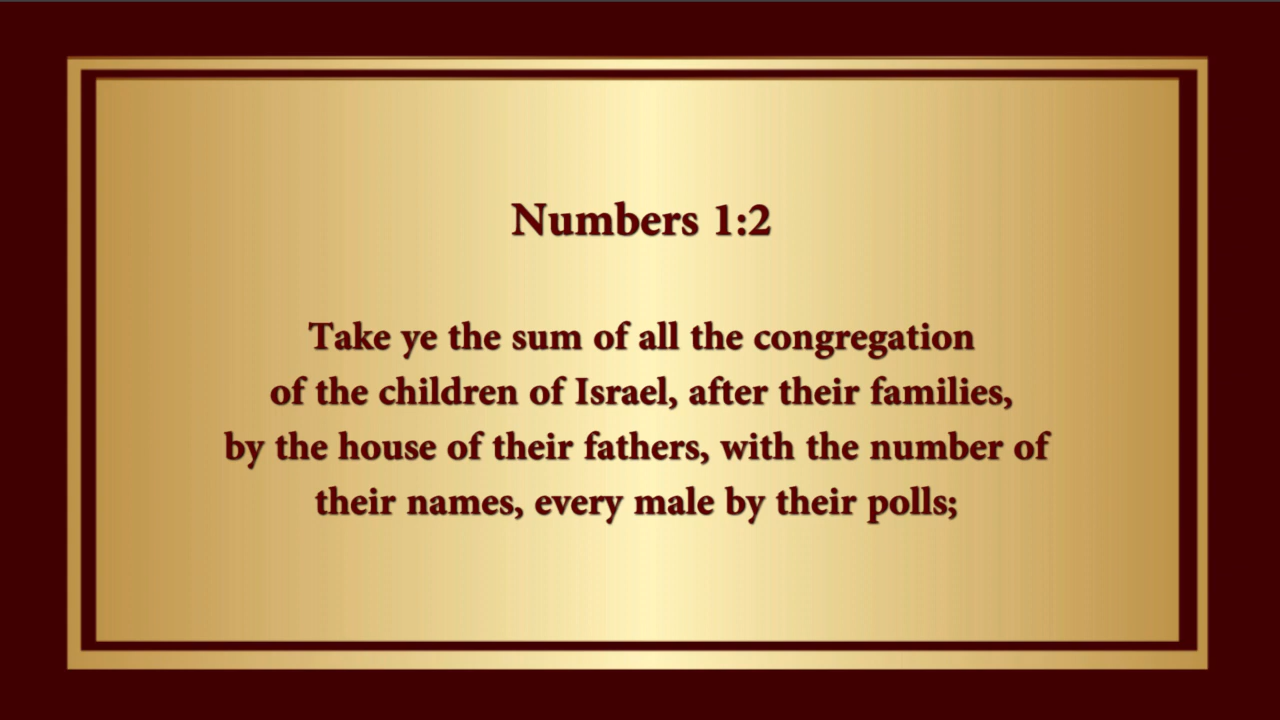 Numbers 1:2
Take ye the sum of all the congregation
of the children of Israel, after their families,
by the house of their fathers, with the number of
their names, every male by their polls;